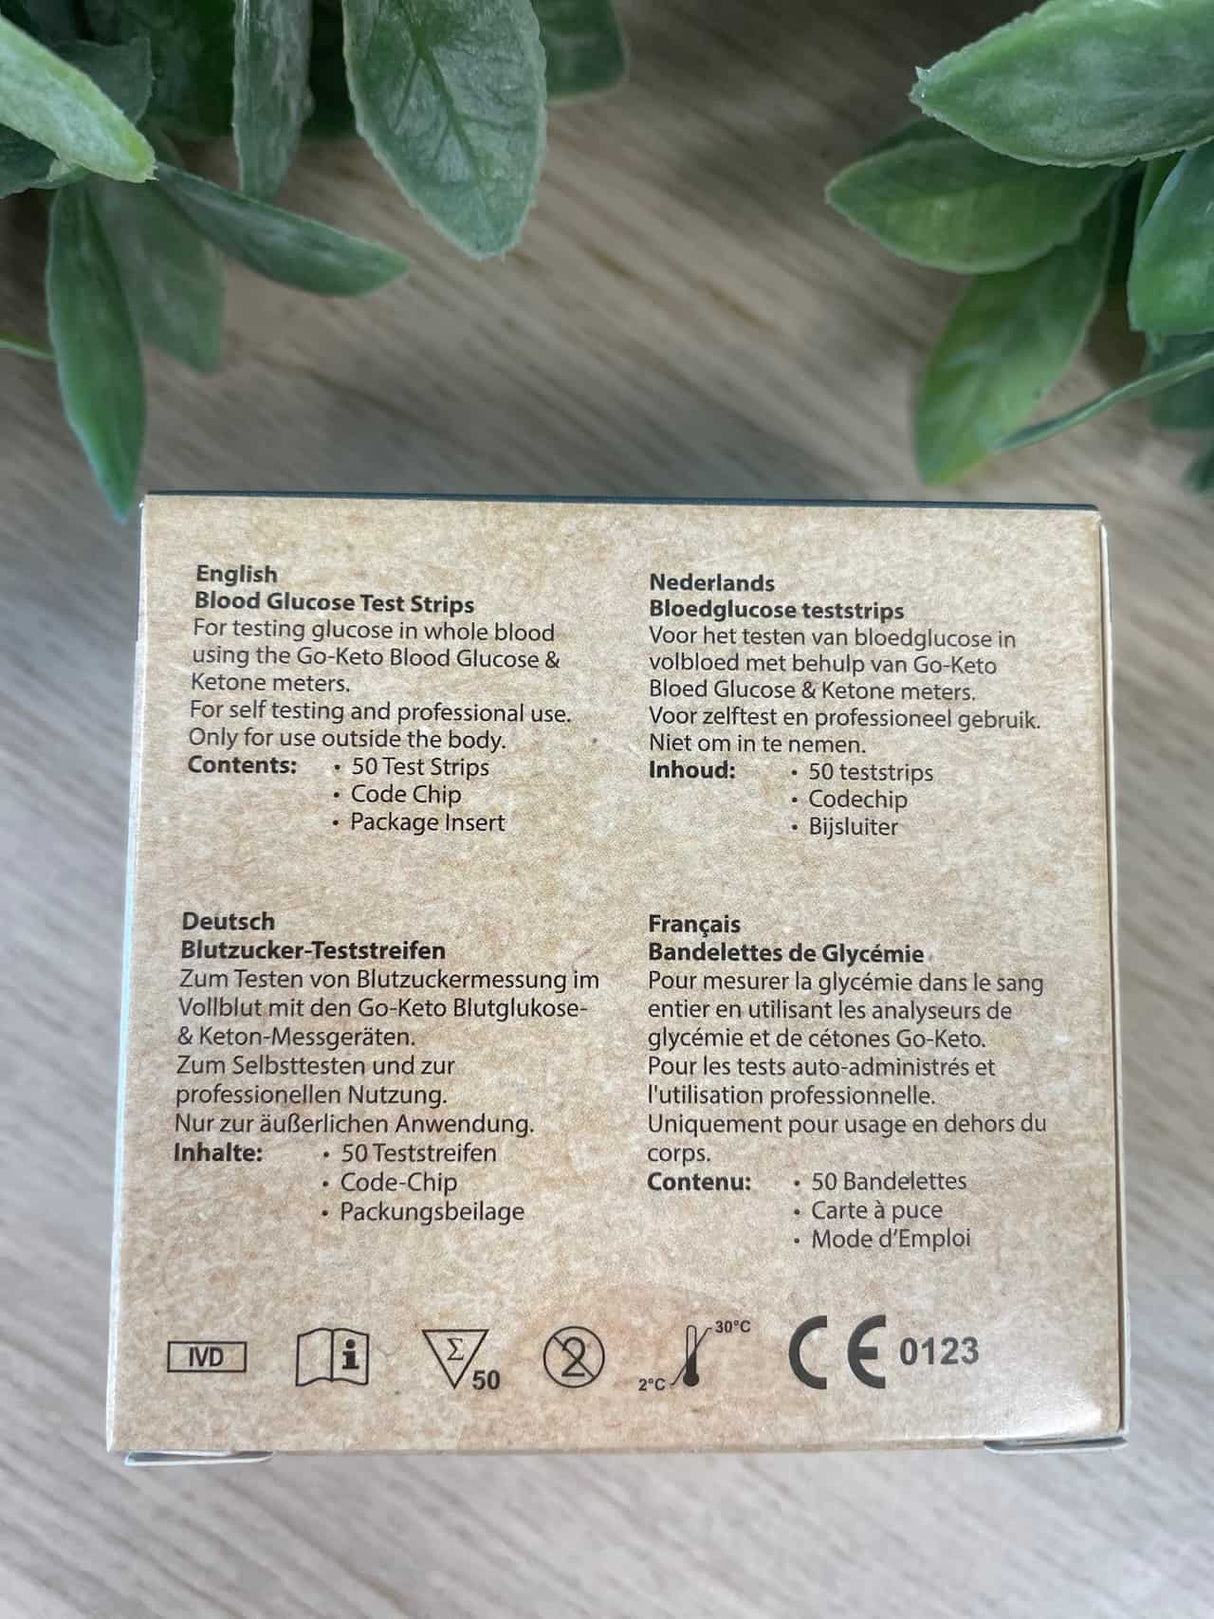 English
Blood Glucose Test Strips
For testing glucose in whole blood
using the Go-Keto Blood Glucose &
Ketone meters.
For self testing and professional use.
Only for use outside the body.
Contents: • 50 Test Strips
• Code Chip
• Package Insert
Nederlands
Bloedglucose teststrips
Voor het testen van bloedglucose in
volbloed met behulp van Go-Keto
Bloed Glucose & Ketone meters.
Voor zelftest en professioneel gebruik.
Niet om in te nemen.
Inhoud: • 50 teststrips
• Codechip
• Bijsluiter
Deutsch
Blutzucker-Teststreifen
Zum Testen von Blutzuckermessung im
Vollblut mit den Go-Keto Blutglukose-
& Keton-Messgeräten.
Zum Selbsttesten und zur
professionellen Nutzung.
Nur zur äußerlichen Anwendung.
Inhalte: • 50 Teststreifen
• Code-Chip
• Packungsbeilage
Français
Bandelettes de Glycémie
Pour mesurer la glycémie dans le sang
entier en utilisant les analyseurs de
glycémie et de cétones Go-Keto.
Pour les tests auto-administrés et
l'utilisation professionnelle.
Uniquement pour usage en dehors du
corps.
Contenu: • 50 Bandelettes
• Carte à puce
• Mode d'Emploi
IVD i Σ 50 2 2°C 30°C CE 0123